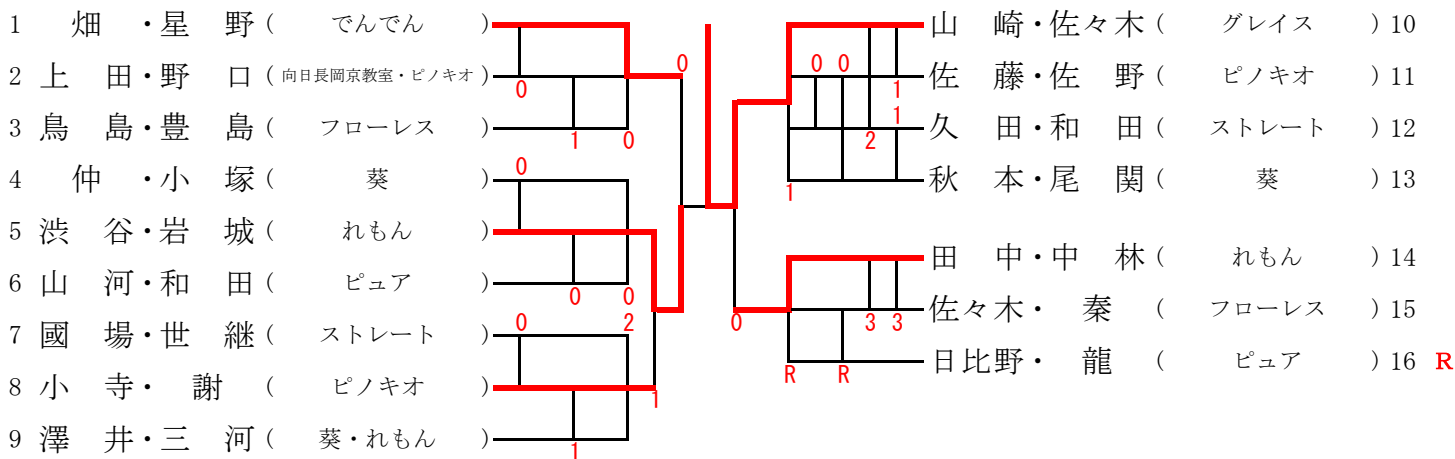 1 畑・星野(でんでん)
0
2 上田・野口(向日長岡京教室・ピノキオ)
0
3 鳥島・豊島(フローレス)
1 0
0
4 仲・小塚(葵)
0
5 渋谷・岩城(れもん)
6 山河・和田(ピュア)
0 0
0 2
7 國場・世継(ストレート)
8 小寺・謝(ピノキオ)
1
9 澤井・三河(葵・れもん)
1
山崎・佐々木(グレイス)10
0 0
佐藤・佐野(ピノキオ)11
1
1
久田・和田(ストレート)12
2
秋本・尾関(葵)13
1
田中・中林(れもん)14
佐々木・秦(フローレス)15
0 3 3
日比野・龍(ピュア)16 R
R R